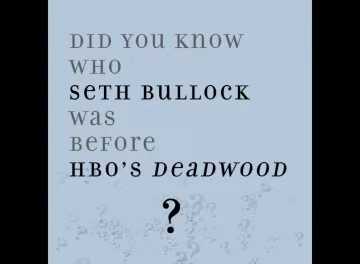 DID YOU KNOW
WHO
SETH BULLOCK
WAS
BEFORE
HBO'S DEADWOOD
?